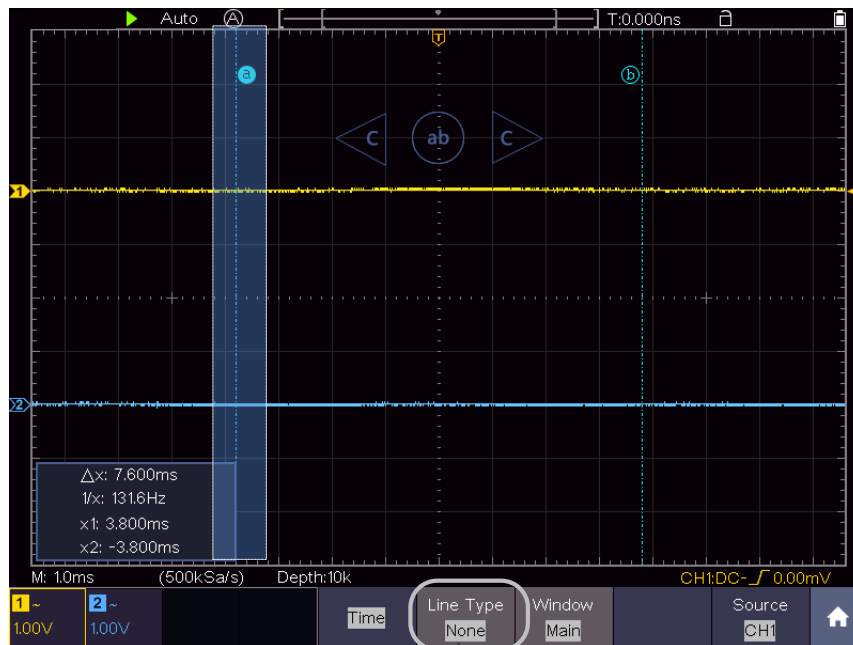 Auto A T:0.000ns
T
a b
C ab C
1
2
△x: 7.600ms
1/x: 131.6Hz
x1: 3.800ms
x2: -3.800ms
M: 1.0ms (500kSa/s) Depth:10k CH1:DC- 0.00mV
1 ~ 2 ~ Line Type Window Source
1.00V 1.00V Time None Main CH1